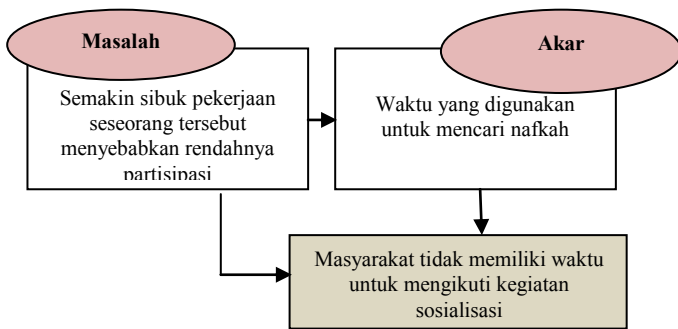 Masalah
Semakin sibuk pekerjaan
seseorang tersebut
menyebabkan rendahnya
partisipasi
Akar
Waktu yang digunakan
untuk mencari nafkah
Masyarakat tidak memiliki waktu
untuk mengikuti kegiatan
sosialisasi